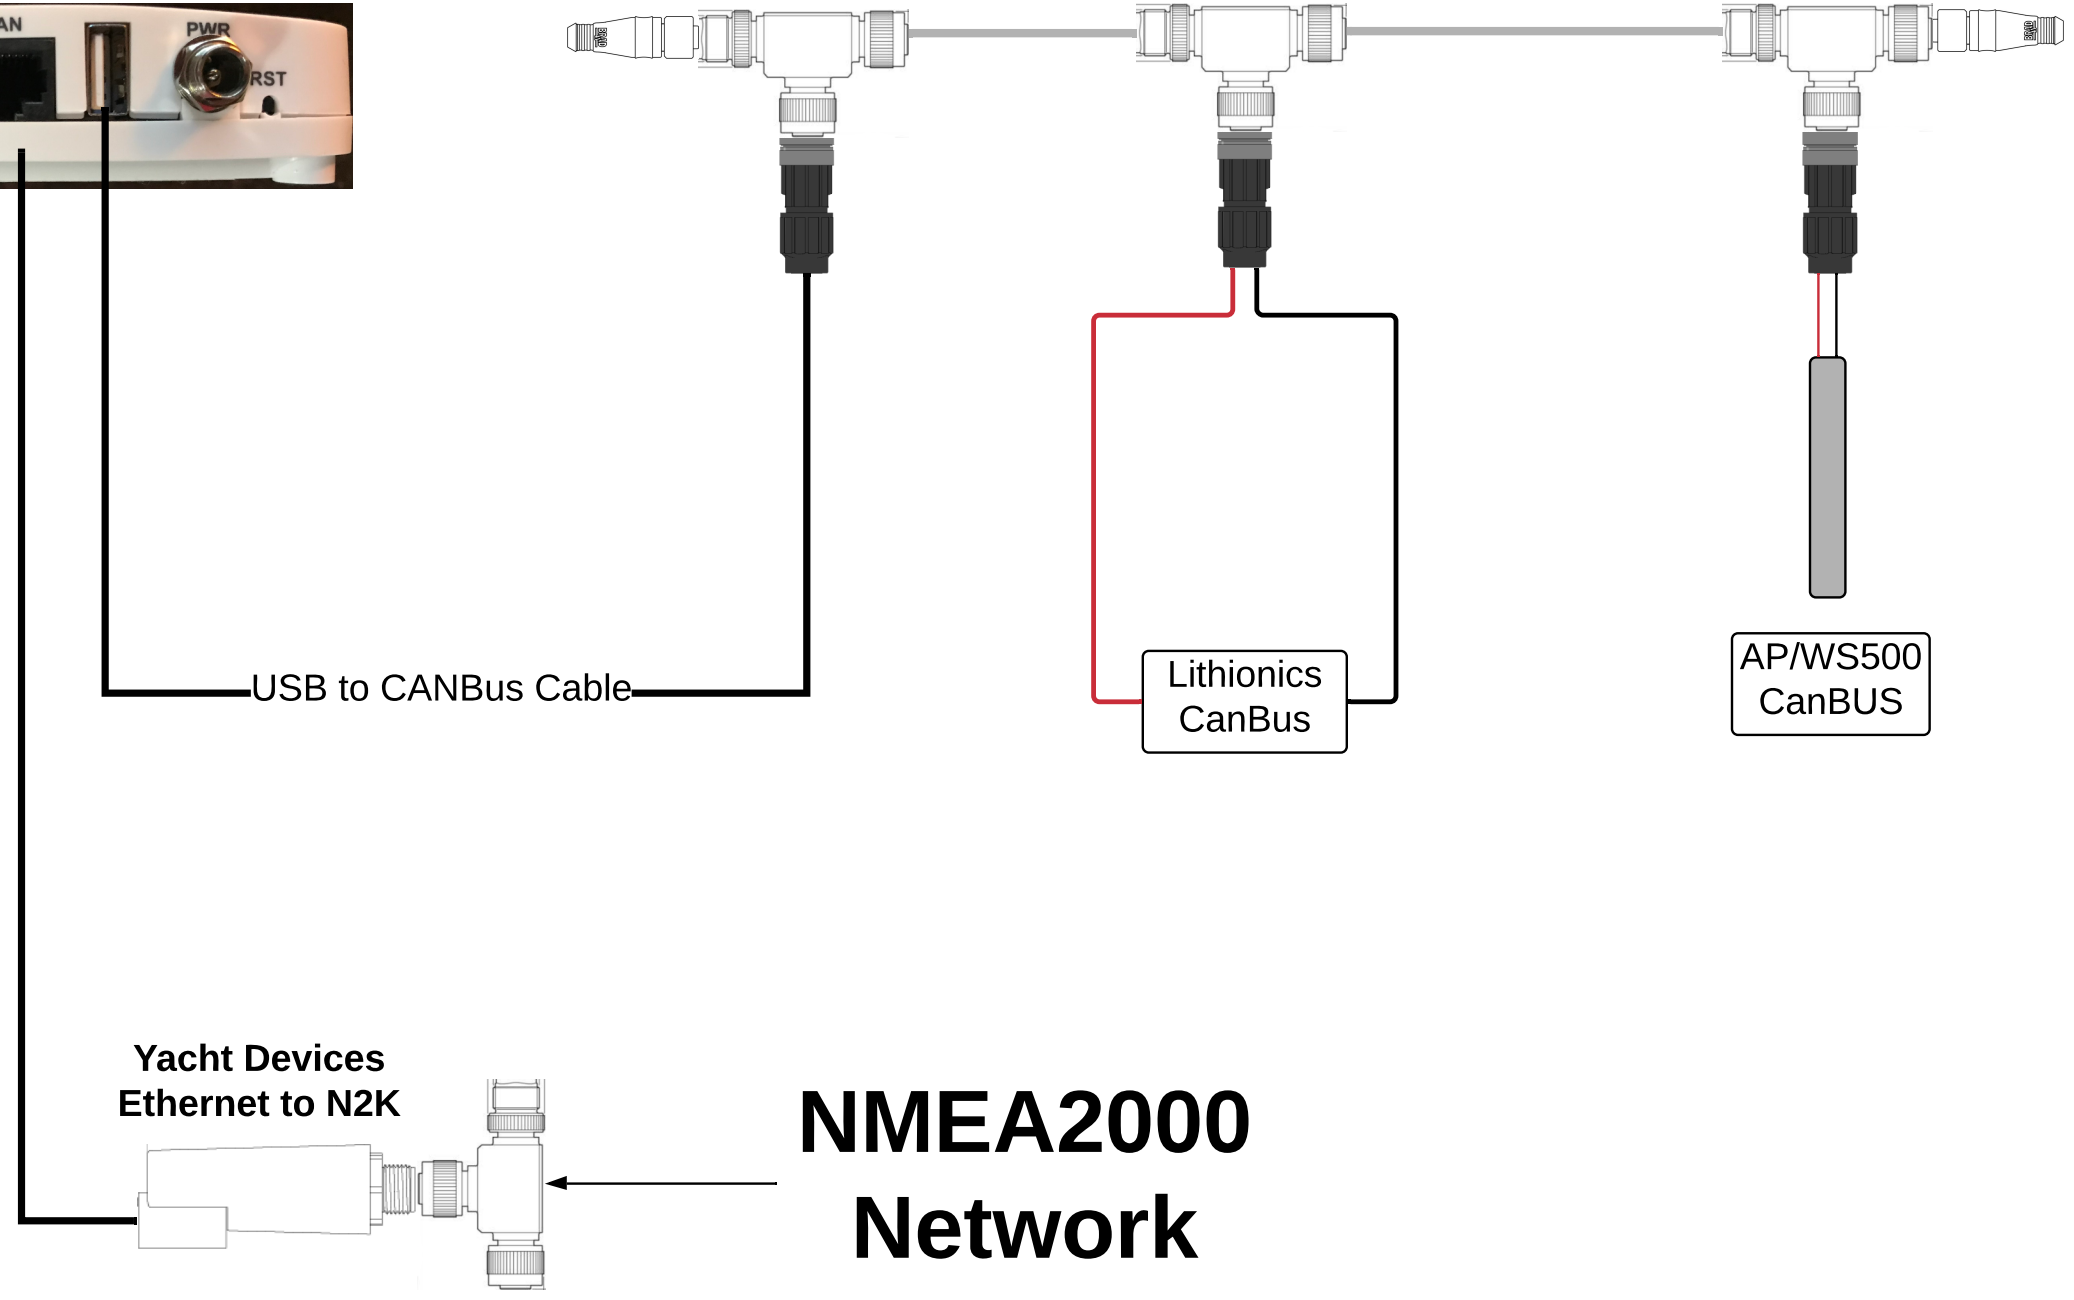 AN
PWR
RST
USB to CANBus Cable
Lithionics
CanBus
AP/WS500
CanBUS
Yacht Devices
Ethernet to N2K
NMEA2000
Network